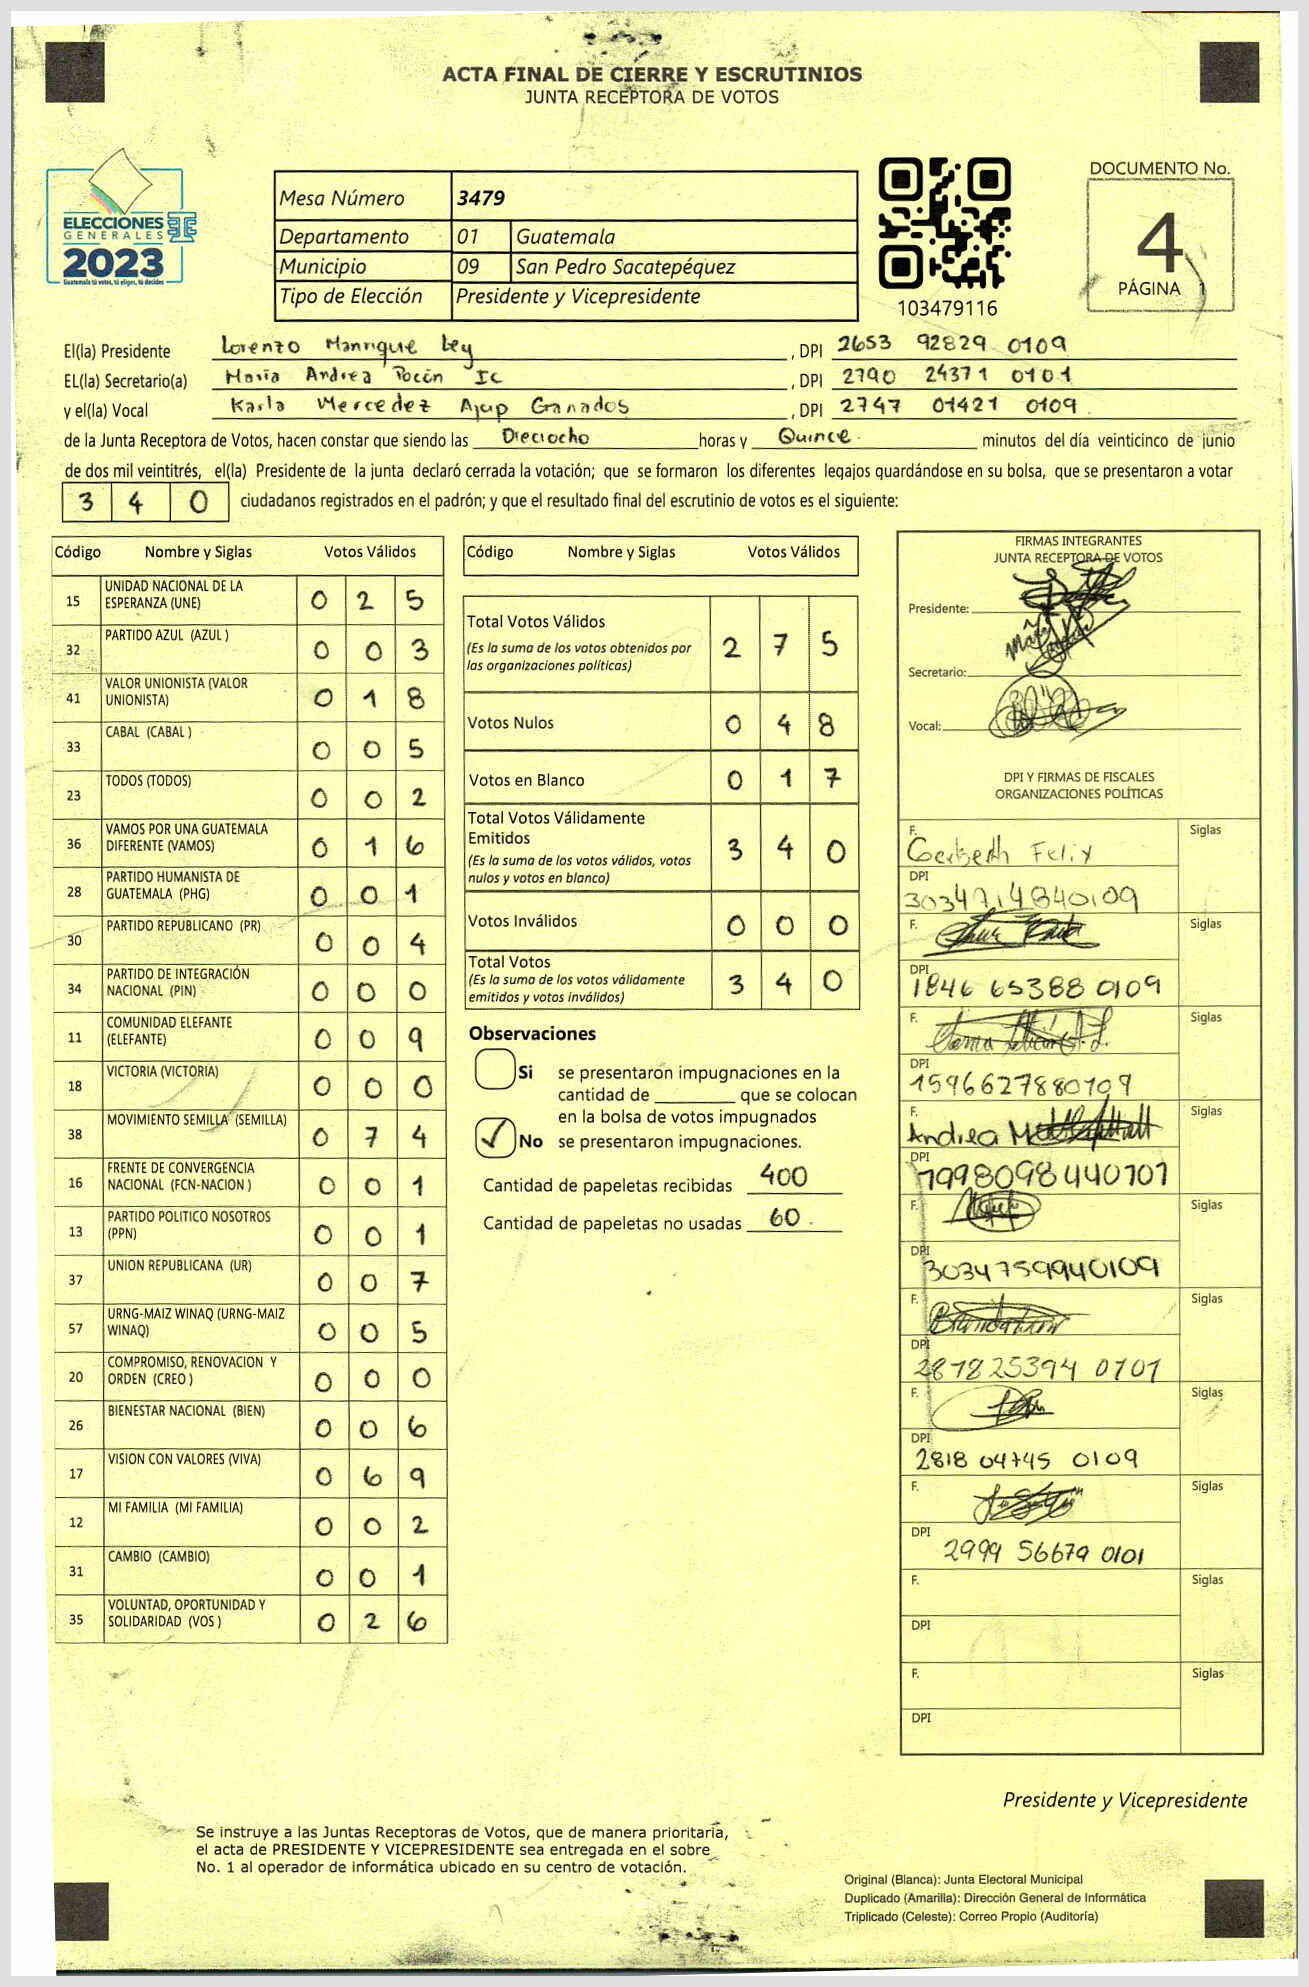 ACTA FINAL DE CIERRE Y ESCRUTINIOS
JUNTA RECEPTORA DE VOTOS
ELECCIONES
GENERALES
2023
Guatemala tú votas, tú eliges, tú decides
Mesa Número 3479
Departamento 01 Guatemala
Municipio 09 San Pedro Sacatepéquez
Tipo de Elección Presidente y Vicepresidente
103479116
DOCUMENTO No.
4
PÁGINA 1
El(la) Presidente Lorenzo Manrique Ley , DPI 2653 92829 0109
EL(la) Secretario(a) María Andrea Pocón Ic , DPI 2790 24371 0101
y el(la) Vocal Karla Mercedez Ajup Granados , DPI 2747 01421 0109
de la Junta Receptora de Votos, hacen constar que siendo las Dieciocho horas y Quince minutos del día veinticinco de junio
de dos mil veintitrés, el(la) Presidente de la junta declaró cerrada la votación; que se formaron los diferentes legajos guardándose en su bolsa, que se presentaron a votar
3 4 0 ciudadanos registrados en el padrón; y que el resultado final del escrutinio de votos es el siguiente:
Código Nombre y Siglas Votos Válidos
15 UNIDAD NACIONAL DE LA
ESPERANZA (UNE) 0 2 5
32 PARTIDO AZUL (AZUL ) 0 0 3
41 VALOR UNIONISTA (VALOR
UNIONISTA) 0 1 8
33 CABAL (CABAL ) 0 0 5
23 TODOS (TODOS) 0 0 2
36 VAMOS POR UNA GUATEMALA
DIFERENTE (VAMOS) 0 1 6
28 PARTIDO HUMANISTA DE
GUATEMALA (PHG) 0 0 1
30 PARTIDO REPUBLICANO (PR) 0 0 4
34 PARTIDO DE INTEGRACIÓN
NACIONAL (PIN) 0 0 0
11 COMUNIDAD ELEFANTE
(ELEFANTE) 0 0 9
18 VICTORIA (VICTORIA) 0 0 0
38 MOVIMIENTO SEMILLA (SEMILLA) 0 7 4
16 FRENTE DE CONVERGENCIA
NACIONAL (FCN-NACION ) 0 0 1
13 PARTIDO POLITICO NOSOTROS
(PPN) 0 0 1
37 UNION REPUBLICANA (UR) 0 0 7
57 URNG-MAIZ WINAQ (URNG-MAIZ
WINAQ) 0 0 5
20 COMPROMISO, RENOVACION Y
ORDEN (CREO ) 0 0 0
26 BIENESTAR NACIONAL (BIEN) 0 0 6
17 VISION CON VALORES (VIVA) 0 6 9
12 MI FAMILIA (MI FAMILIA) 0 0 2
31 CAMBIO (CAMBIO) 0 0 1
35 VOLUNTAD, OPORTUNIDAD Y
SOLIDARIDAD (VOS ) 0 2 6
Código Nombre y Siglas Votos Válidos
Total Votos Válidos 2 7 5
(Es la suma de los votos obtenidos por
las organizaciones políticas)
Votos Nulos 0 4 8
Votos en Blanco 0 1 7
Total Votos Válidamente
Emitidos 3 4 0
(Es la suma de los votos válidos, votos
nulos y votos en blanco)
Votos Inválidos 0 0 0
Total Votos 3 4 0
(Es la suma de los votos válidamente
emitidos y votos inválidos)
Observaciones
Si se presentaron impugnaciones en la
cantidad de ________ que se colocan
en la bolsa de votos impugnados
✓ No se presentaron impugnaciones.
Cantidad de papeletas recibidas 400
Cantidad de papeletas no usadas 60
FIRMAS INTEGRANTES
JUNTA RECEPTORA DE VOTOS
Presidente:
Secretario:
Vocal:
DPI Y FIRMAS DE FISCALES
ORGANIZACIONES POLÍTICAS
F. Gerberth Felix Siglas
DPI 3034714840109
F. Siglas
DPI 1846 65388 0109
F. Siglas
DPI 1596627880109
F. Andrea Siglas
DPI 1998098440101
F. Siglas
DPI 3034759940109
F. Siglas
DPI 287825394 0101
F. Siglas
DPI 2818 04745 0109
F. Siglas
DPI 2999 56679 0101
F. Siglas
DPI
F. Siglas
DPI
Presidente y Vicepresidente
Se instruye a las Juntas Receptoras de Votos, que de manera prioritaria,
el acta de PRESIDENTE Y VICEPRESIDENTE sea entregada en el sobre
No. 1 al operador de informática ubicado en su centro de votación.
Original (Blanca): Junta Electoral Municipal
Duplicado (Amarilla): Dirección General de Informática
Triplicado (Celeste): Correo Propio (Auditoría)